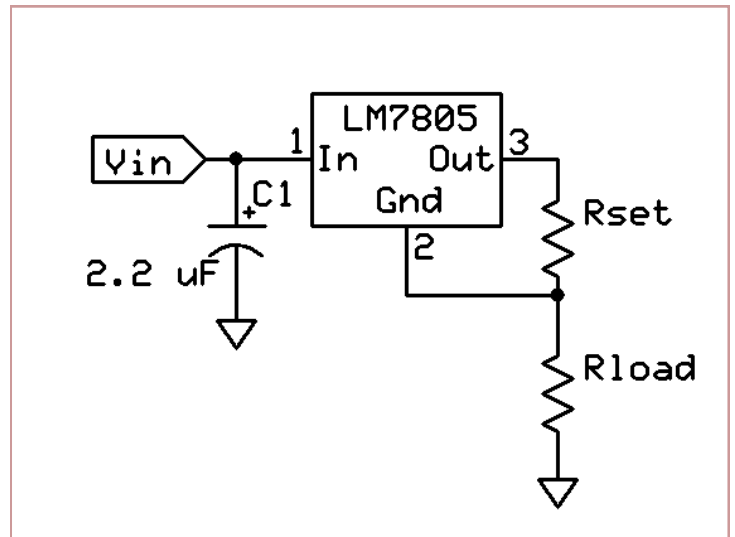 LM7805
Vin
1
In
Out
3
C1
+
Gnd
Rset
2
2.2 uF
Rload